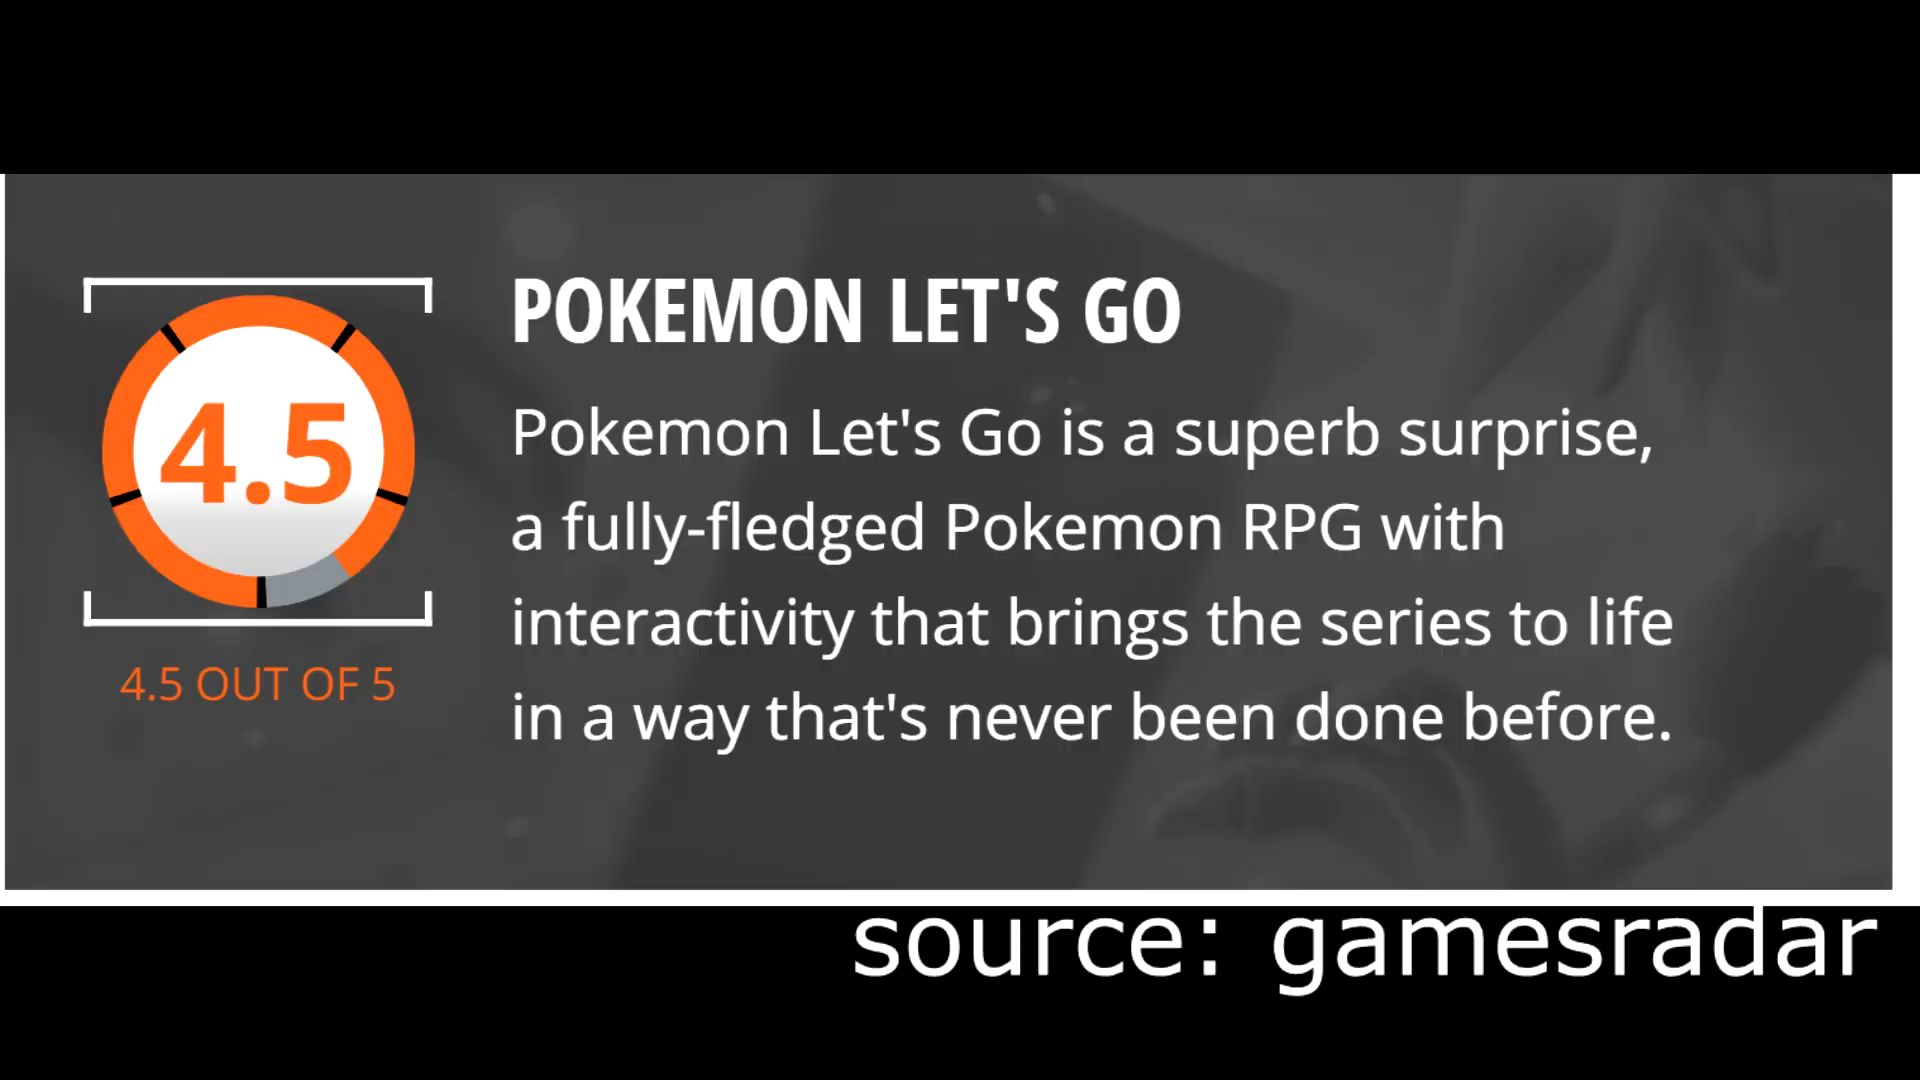 4.5
4.5 OUT OF 5
POKEMON LET'S GO
Pokemon Let's Go is a superb surprise,
a fully-fledged Pokemon RPG with
interactivity that brings the series to life
in a way that's never been done before.
source: gamesradar